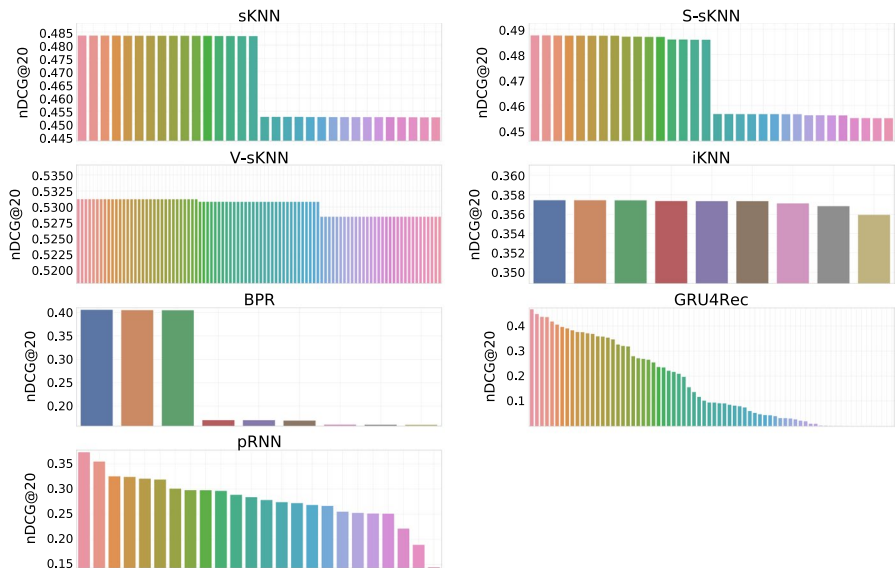 sKNN
nDCG@20
0.485
0.480
0.475
0.470
0.465
0.460
0.455
0.450
0.445
S-sKNN
nDCG@20
0.49
0.48
0.47
0.46
0.45
V-sKNN
nDCG@20
0.5350
0.5325
0.5300
0.5275
0.5250
0.5225
0.5200
iKNN
nDCG@20
0.360
0.358
0.356
0.354
0.352
0.350
BPR
nDCG@20
0.40
0.35
0.30
0.25
0.20
GRU4Rec
nDCG@20
0.4
0.3
0.2
0.1
pRNN
nDCG@20
0.35
0.30
0.25
0.20
0.15